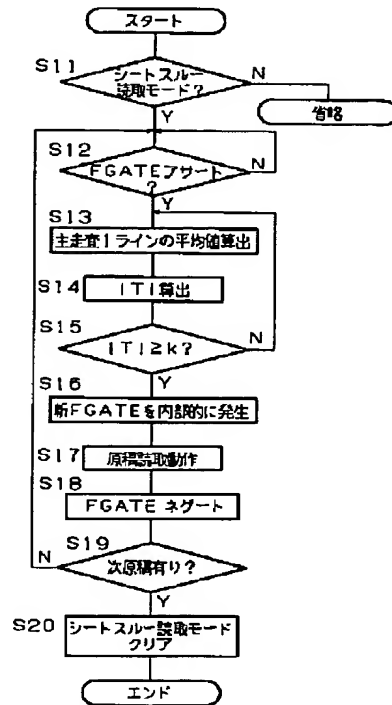 スタート
S11
シートスルー
読取モード?
N
Y
省略
S12
FGATEアサート
?
N
Y
S13
主走査1ラインの平均値算出
S14
|T|算出
S15
|T|≥k?
N
Y
S16
新FGATEを内部的に発生
S17
原稿読取動作
S18
FGATE ネゲート
S19
N
次原稿有り?
Y
S20
シートスルー読取モード
クリア
エンド